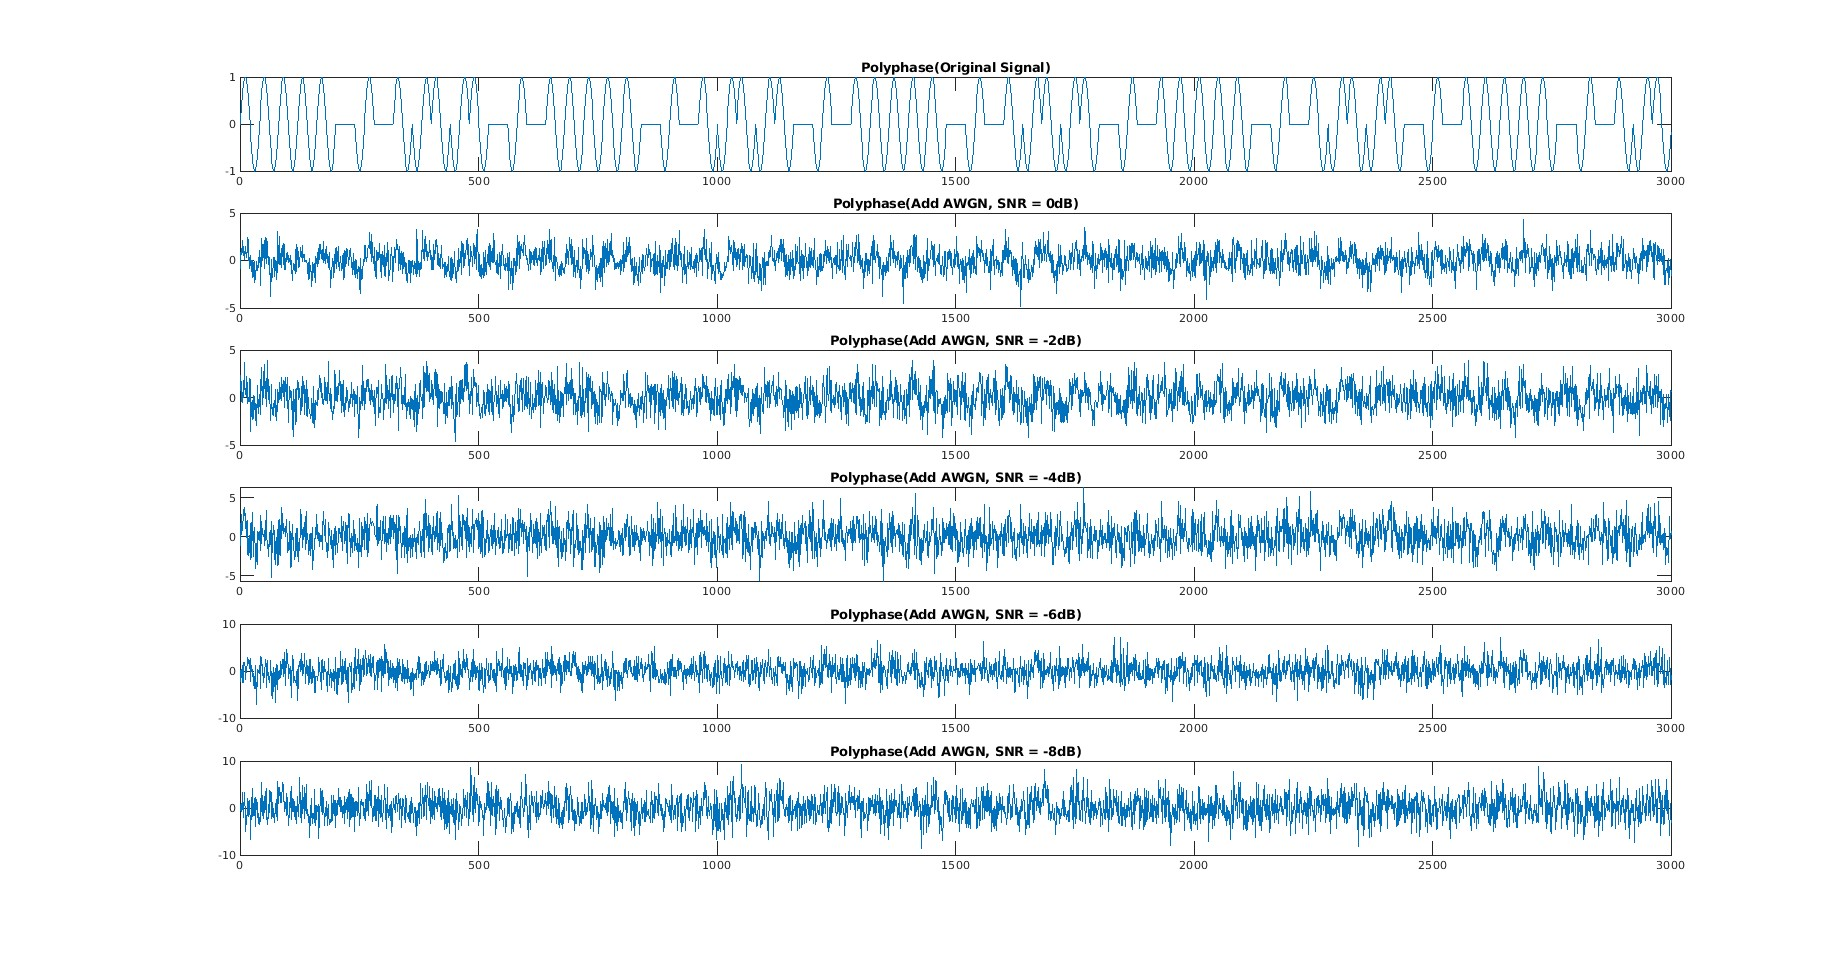 Polyphase(Original Signal)
1
0
-1
0 500 1000 1500 2000 2500 3000
Polyphase(Add AWGN, SNR = 0dB)
5
0
-5
0 500 1000 1500 2000 2500 3000
Polyphase(Add AWGN, SNR = -2dB)
5
0
-5
0 500 1000 1500 2000 2500 3000
Polyphase(Add AWGN, SNR = -4dB)
5
0
-5
0 500 1000 1500 2000 2500 3000
Polyphase(Add AWGN, SNR = -6dB)
10
0
-10
0 500 1000 1500 2000 2500 3000
Polyphase(Add AWGN, SNR = -8dB)
10
0
-10
0 500 1000 1500 2000 2500 3000